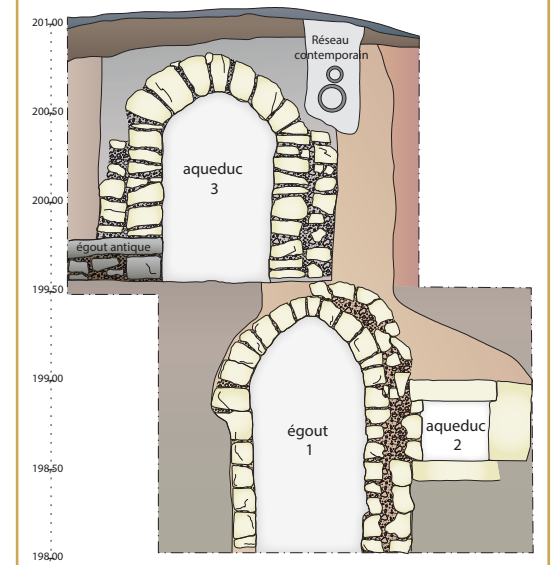 201,00
Réseau
contemporain
200,50
aqueduc
3
200,00
égout antique
199,50
199,00
égout
1
aqueduc
2
198,50
198,00